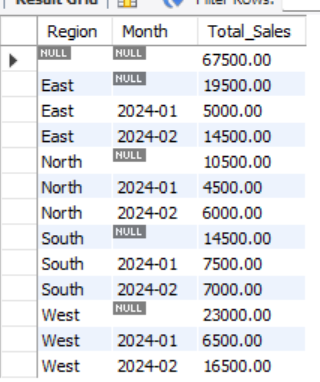 Result Grid Filter Rows:
Region Month Total_Sales
NULL NULL 67500.00
East NULL 19500.00
East 2024-01 5000.00
East 2024-02 14500.00
North NULL 10500.00
North 2024-01 4500.00
North 2024-02 6000.00
South NULL 14500.00
South 2024-01 7500.00
South 2024-02 7000.00
West NULL 23000.00
West 2024-01 6500.00
West 2024-02 16500.00